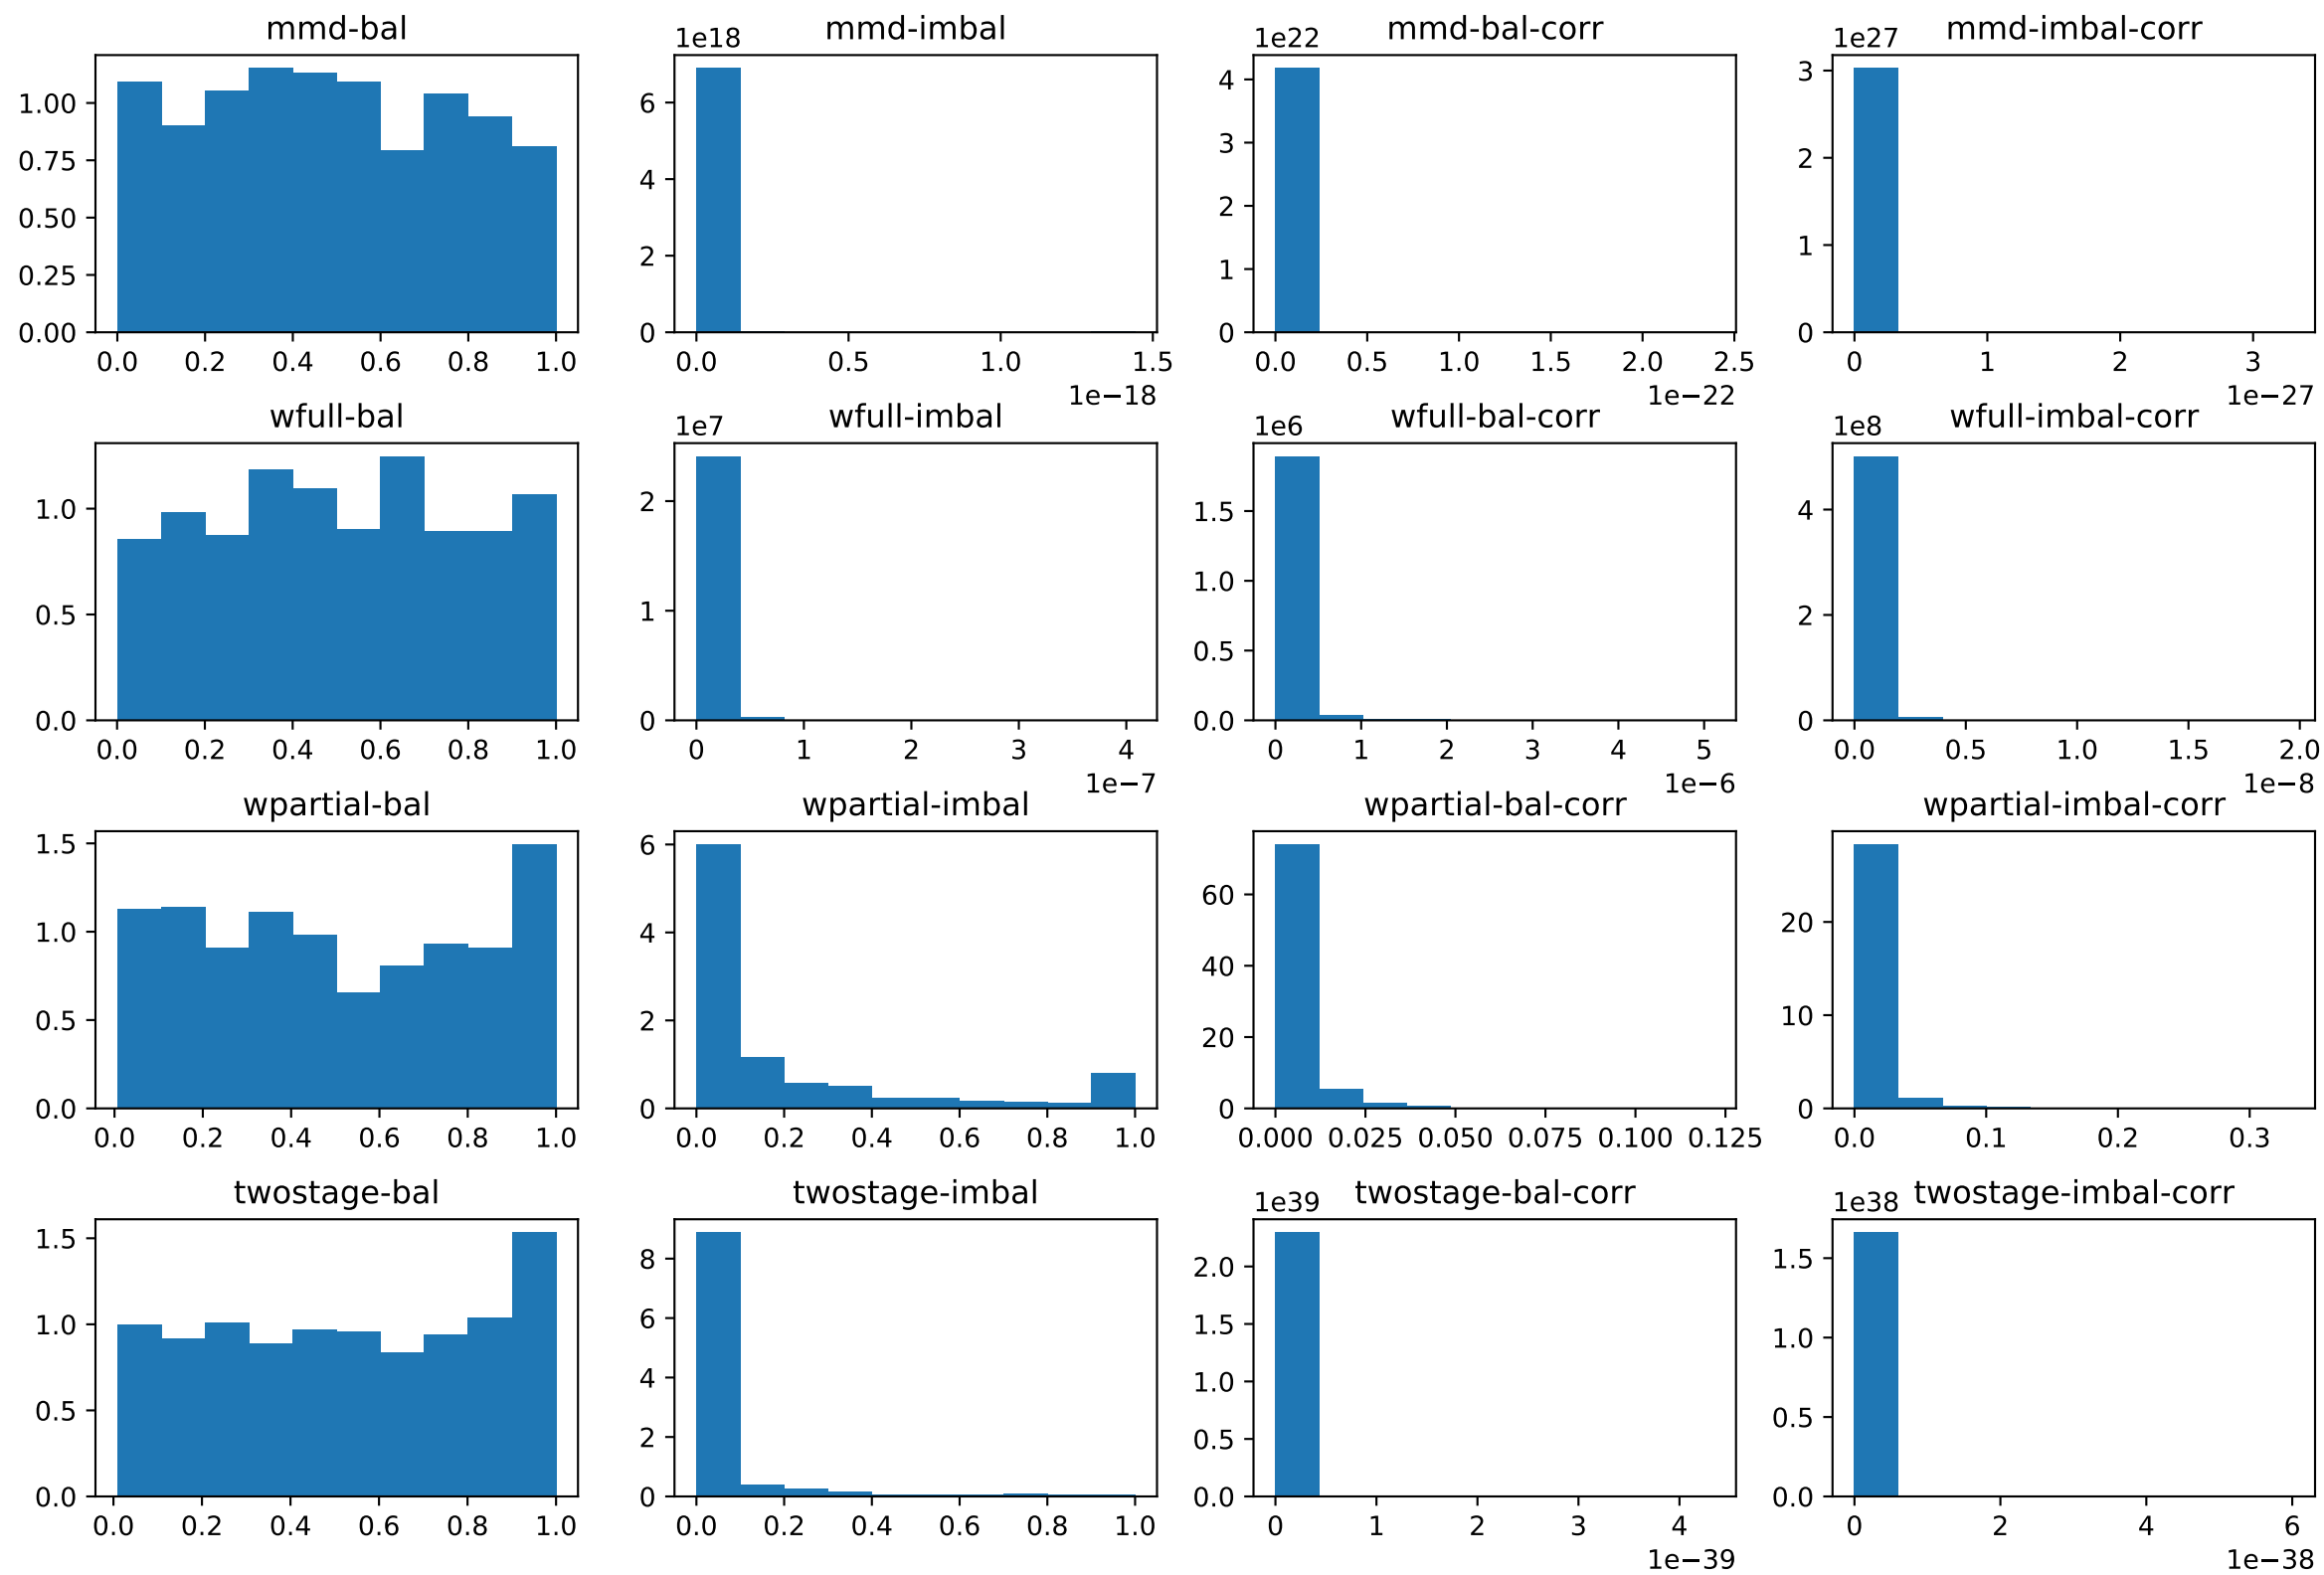 mmd-bal
mmd-imbal
mmd-bal-corr
mmd-imbal-corr
1e18
1e22
1e27
1.00
0.75
0.50
0.25
0.00
6
4
2
0
4
3
2
1
0
3
2
1
0
0.0 0.2 0.4 0.6 0.8 1.0
0.0 0.5 1.0 1.5
0.0 0.5 1.0 1.5 2.0 2.5
0 1 2 3
1e−18
1e−22
1e−27
wfull-bal
wfull-imbal
wfull-bal-corr
wfull-imbal-corr
1e7
1e6
1e8
1.0
0.5
0.0
2
1
0
1.5
1.0
0.5
0.0
4
2
0
0.0 0.2 0.4 0.6 0.8 1.0
0 1 2 3 4
0 1 2 3 4 5
0.0 0.5 1.0 1.5 2.0
1e−7
1e−6
1e−8
wpartial-bal
wpartial-imbal
wpartial-bal-corr
wpartial-imbal-corr
1.5
1.0
0.5
0.0
6
4
2
0
60
40
20
0
20
10
0
0.0 0.2 0.4 0.6 0.8 1.0
0.0 0.2 0.4 0.6 0.8 1.0
0.000 0.025 0.050 0.075 0.100 0.125
0.0 0.1 0.2 0.3
twostage-bal
twostage-imbal
twostage-bal-corr
twostage-imbal-corr
1e39
1e38
1.5
1.0
0.5
0.0
8
6
4
2
0
2.0
1.5
1.0
0.5
0.0
1.5
1.0
0.5
0.0
0.0 0.2 0.4 0.6 0.8 1.0
0.0 0.2 0.4 0.6 0.8 1.0
0 1 2 3 4
0 2 4 6
1e−39
1e−38